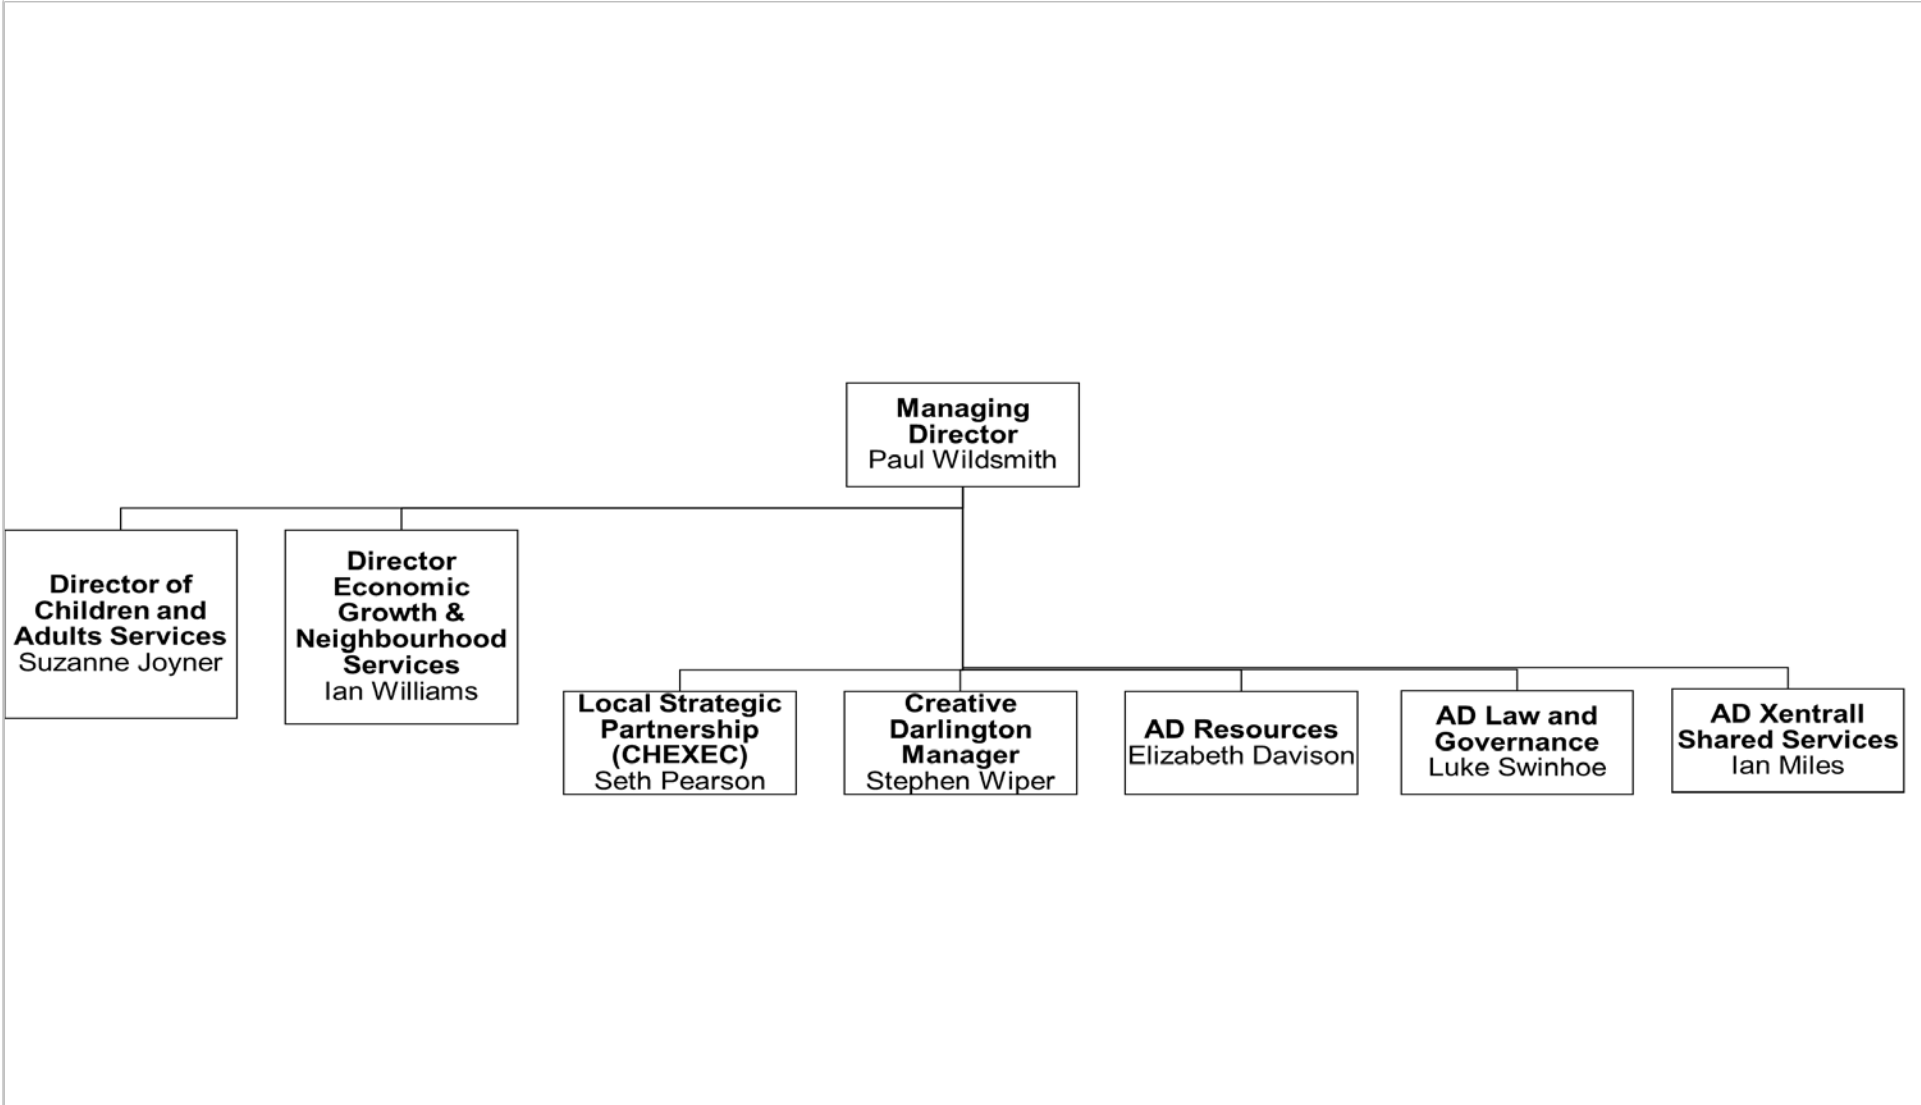 Managing
Director
Paul Wildsmith
Director of
Children and
Adults Services
Suzanne Joyner
Director
Economic
Growth &
Neighbourhood
Services
Ian Williams
Local Strategic
Partnership
(CHEXEC)
Seth Pearson
Creative
Darlington
Manager
Stephen Wiper
AD Resources
Elizabeth Davison
AD Law and
Governance
Luke Swinhoe
AD Xentrall
Shared Services
Ian Miles